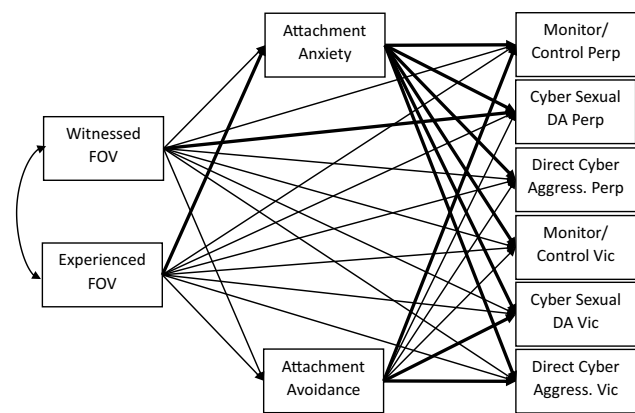 Attachment
Anxiety
Monitor/
Control Perp
Cyber Sexual
DA Perp
Witnessed
FOV
Direct Cyber
Aggress. Perp
Monitor/
Control Vic
Experienced
FOV
Cyber Sexual
DA Vic
Attachment
Avoidance
Direct Cyber
Aggress. Vic